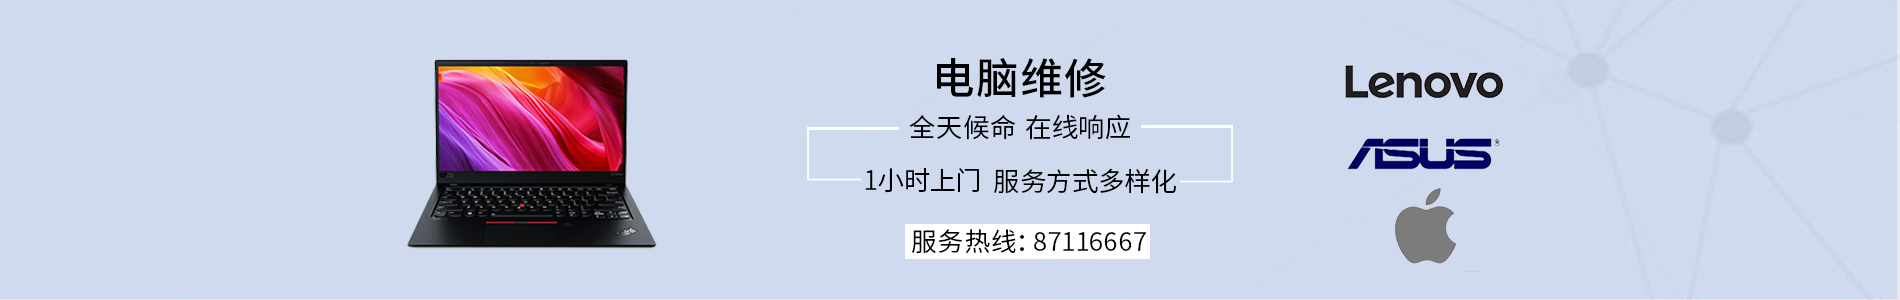 电脑维修
全天候命 在线响应
1小时上门 服务方式多样化
服务热线：87116667
Lenovo
ASUS®